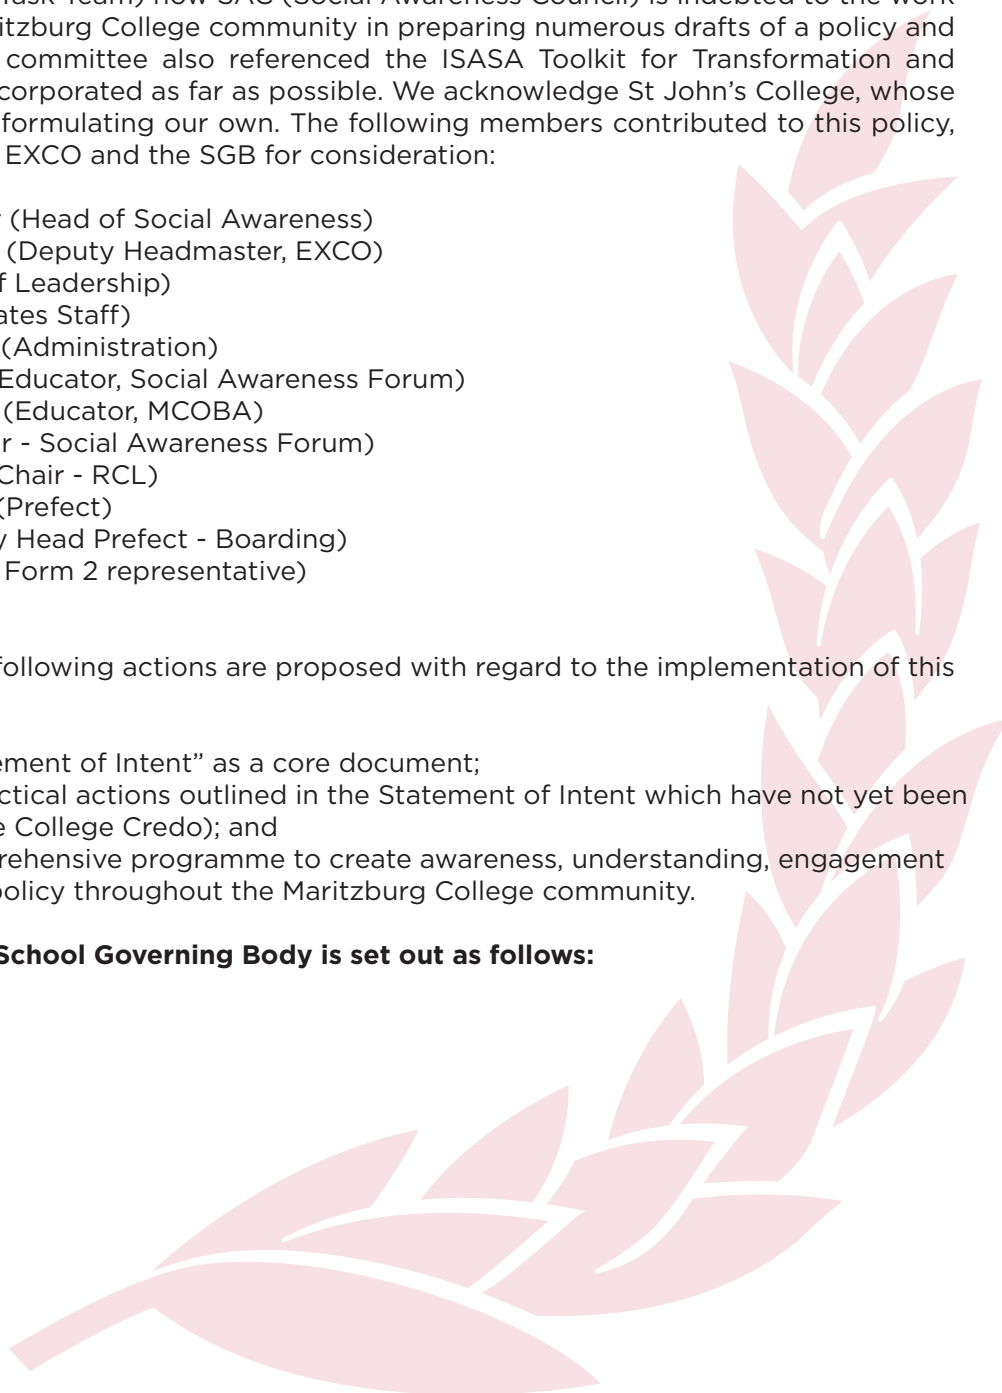 Task Team) now SAC (Social Awareness Council) is indebted to the work
itzburg College community in preparing numerous drafts of a policy and
committee also referenced the ISASA Toolkit for Transformation and
corporated as far as possible. We acknowledge St John's College, whose
formulating our own. The following members contributed to this policy,
EXCO and the SGB for consideration:
(Head of Social Awareness)
(Deputy Headmaster, EXCO)
f Leadership)
ates Staff)
(Administration)
Educator, Social Awareness Forum)
(Educator, MCOBA)
r - Social Awareness Forum)
Chair - RCL)
(Prefect)
y Head Prefect - Boarding)
Form 2 representative)
following actions are proposed with regard to the implementation of this
ement of Intent” as a core document;
ctical actions outlined in the Statement of Intent which have not yet been
e College Credo); and
rehensive programme to create awareness, understanding, engagement
policy throughout the Maritzburg College community.
School Governing Body is set out as follows: